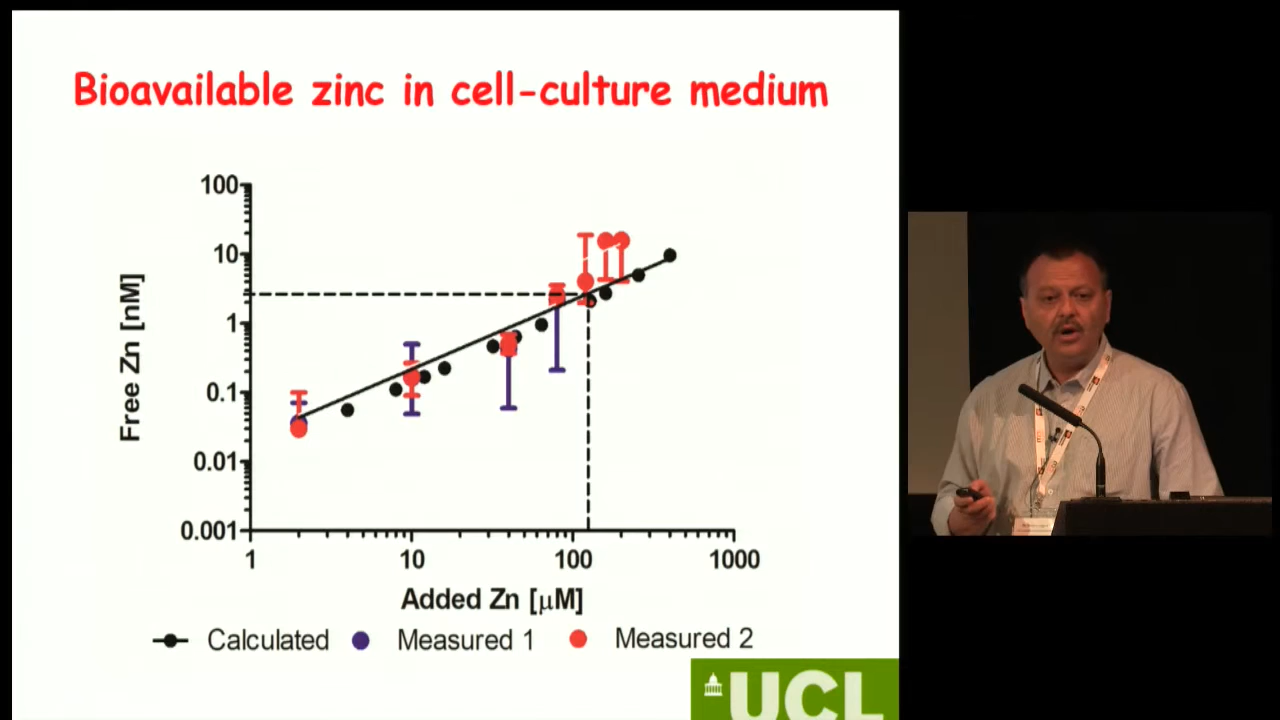 Bioavailable zinc in cell-culture medium
100
10
1
0.1
0.01
0.001
Free Zn [nM]
1
10
100
1000
Added Zn [μM]
Calculated
Measured 1
Measured 2
UCL